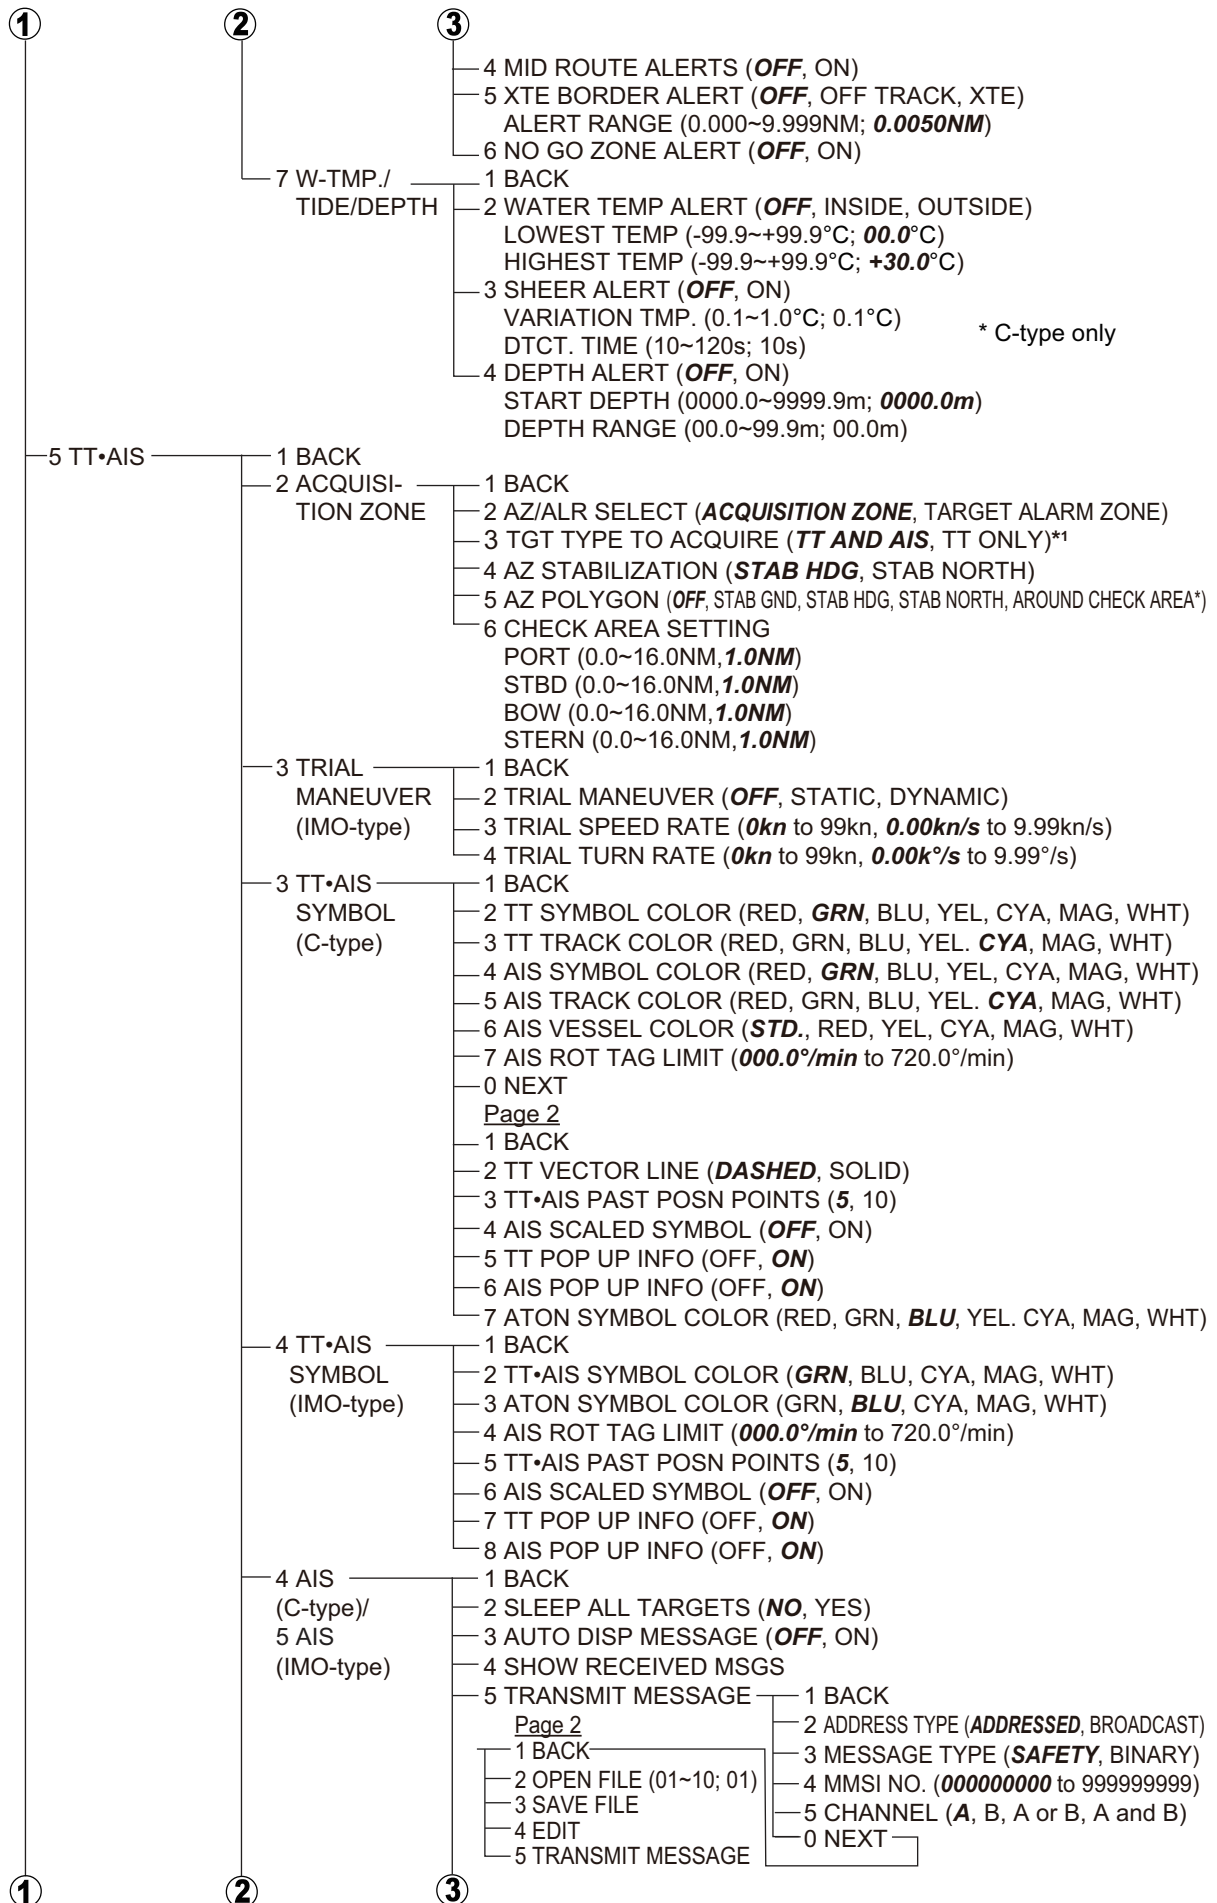 1
2
3
4 MID ROUTE ALERTS (OFF, ON)
5 XTE BORDER ALERT (OFF, OFF TRACK, XTE)
ALERT RANGE (0.000~9.999NM; 0.0050NM)
6 NO GO ZONE ALERT (OFF, ON)
7 W-TMP./
TIDE/DEPTH
1 BACK
2 WATER TEMP ALERT (OFF, INSIDE, OUTSIDE)
LOWEST TEMP (-99.9~+99.9°C; 00.0°C)
HIGHEST TEMP (-99.9~+99.9°C; +30.0°C)
3 SHEER ALERT (OFF, ON)
VARIATION TMP. (0.1~1.0°C; 0.1°C)
DTCT. TIME (10~120s; 10s)
* C-type only
4 DEPTH ALERT (OFF, ON)
START DEPTH (0000.0~9999.9m; 0000.0m)
DEPTH RANGE (00.0~99.9m; 00.0m)
5 TT•AIS
1 BACK
2 ACQUISI-
TION ZONE
1 BACK
2 AZ/ALR SELECT (ACQUISITION ZONE, TARGET ALARM ZONE)
3 TGT TYPE TO ACQUIRE (TT AND AIS, TT ONLY)*¹
4 AZ STABILIZATION (STAB HDG, STAB NORTH)
5 AZ POLYGON (OFF, STAB GND, STAB HDG, STAB NORTH, AROUND CHECK AREA*)
6 CHECK AREA SETTING
PORT (0.0~16.0NM,1.0NM)
STBD (0.0~16.0NM,1.0NM)
BOW (0.0~16.0NM,1.0NM)
STERN (0.0~16.0NM,1.0NM)
3 TRIAL
MANEUVER
(IMO-type)
1 BACK
2 TRIAL MANEUVER (OFF, STATIC, DYNAMIC)
3 TRIAL SPEED RATE (0kn to 99kn, 0.00kn/s to 9.99kn/s)
4 TRIAL TURN RATE (0kn to 99kn, 0.00k°/s to 9.99°/s)
3 TT•AIS
SYMBOL
(C-type)
1 BACK
2 TT SYMBOL COLOR (RED, GRN, BLU, YEL, CYA, MAG, WHT)
3 TT TRACK COLOR (RED, GRN, BLU, YEL. CYA, MAG, WHT)
4 AIS SYMBOL COLOR (RED, GRN, BLU, YEL, CYA, MAG, WHT)
5 AIS TRACK COLOR (RED, GRN, BLU, YEL. CYA, MAG, WHT)
6 AIS VESSEL COLOR (STD., RED, YEL, CYA, MAG, WHT)
7 AIS ROT TAG LIMIT (000.0°/min to 720.0°/min)
0 NEXT
Page 2
1 BACK
2 TT VECTOR LINE (DASHED, SOLID)
3 TT•AIS PAST POSN POINTS (5, 10)
4 AIS SCALED SYMBOL (OFF, ON)
5 TT POP UP INFO (OFF, ON)
6 AIS POP UP INFO (OFF, ON)
7 ATON SYMBOL COLOR (RED, GRN, BLU, YEL. CYA, MAG, WHT)
4 TT•AIS
SYMBOL
(IMO-type)
1 BACK
2 TT•AIS SYMBOL COLOR (GRN, BLU, CYA, MAG, WHT)
3 ATON SYMBOL COLOR (GRN, BLU, CYA, MAG, WHT)
4 AIS ROT TAG LIMIT (000.0°/min to 720.0°/min)
5 TT•AIS PAST POSN POINTS (5, 10)
6 AIS SCALED SYMBOL (OFF, ON)
7 TT POP UP INFO (OFF, ON)
8 AIS POP UP INFO (OFF, ON)
4 AIS
(C-type)/
5 AIS
(IMO-type)
1 BACK
2 SLEEP ALL TARGETS (NO, YES)
3 AUTO DISP MESSAGE (OFF, ON)
4 SHOW RECEIVED MSGS
5 TRANSMIT MESSAGE
1 BACK
2 ADDRESS TYPE (ADDRESSED, BROADCAST)
3 MESSAGE TYPE (SAFETY, BINARY)
4 MMSI NO. (000000000 to 999999999)
5 CHANNEL (A, B, A or B, A and B)
0 NEXT
Page 2
1 BACK
2 OPEN FILE (01~10; 01)
3 SAVE FILE
4 EDIT
5 TRANSMIT MESSAGE
1
2
3